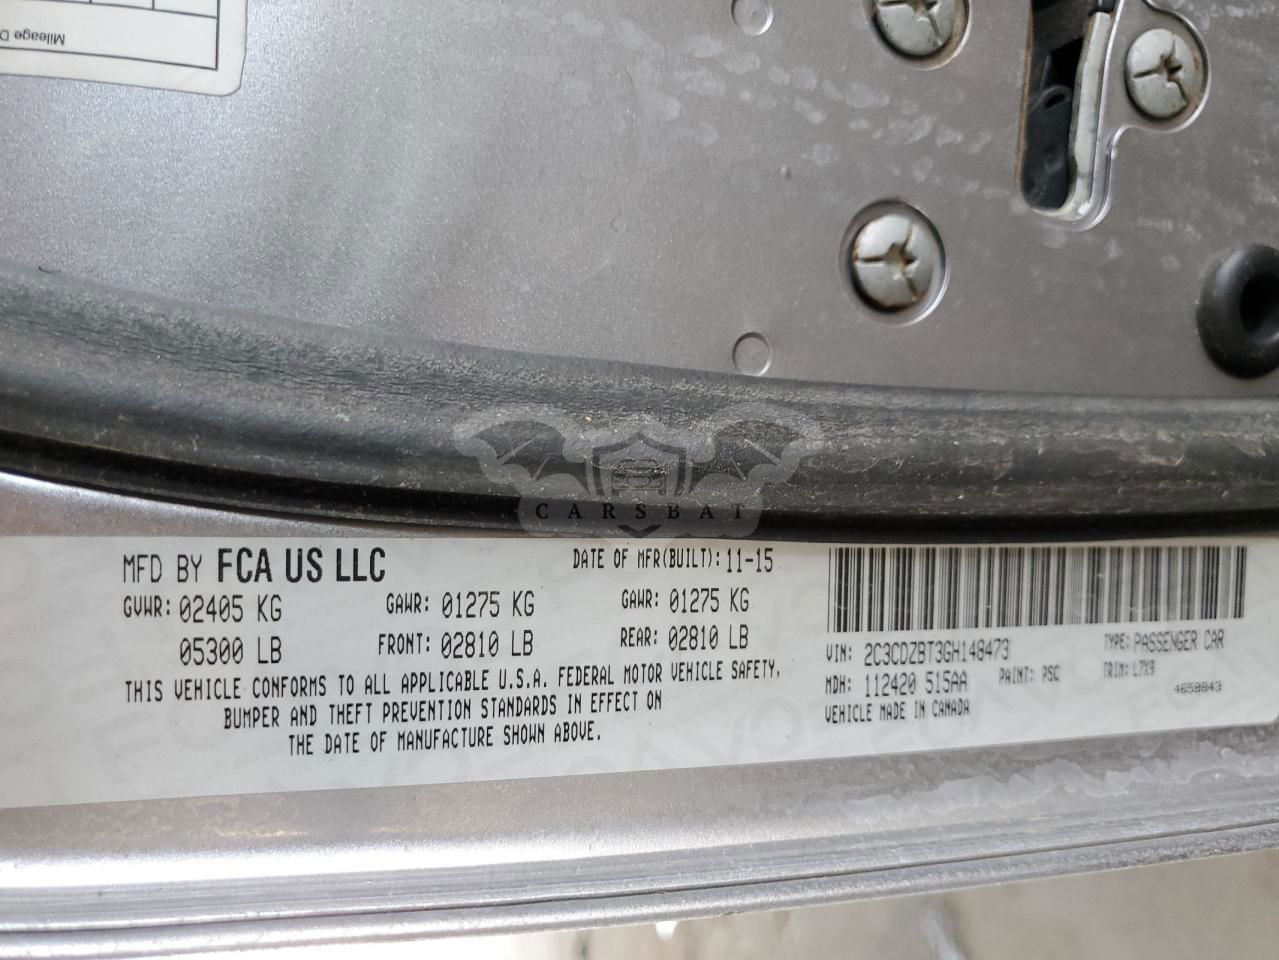 Mileage D
CARSBAT
MFD BY FCA US LLC
DATE OF MFR(BUILT): 11-15
GVWR: 02405 KG
GAWR: 01275 KG
GAWR: 01275 KG
05300 LB
FRONT: 02810 LB
REAR: 02810 LB
THIS VEHICLE CONFORMS TO ALL APPLICABLE U.S.A. FEDERAL MOTOR VEHICLE SAFETY,
BUMPER AND THEFT PREVENTION STANDARDS IN EFFECT ON
THE DATE OF MANUFACTURE SHOWN ABOVE.
VIN: 2C3CDZBT3GH148473
TYPE: PASSENGER CAR
MDH: 112420 515AA
PAINT: PSC
TRIM: L7X9
VEHICLE MADE IN CANADA
4658843